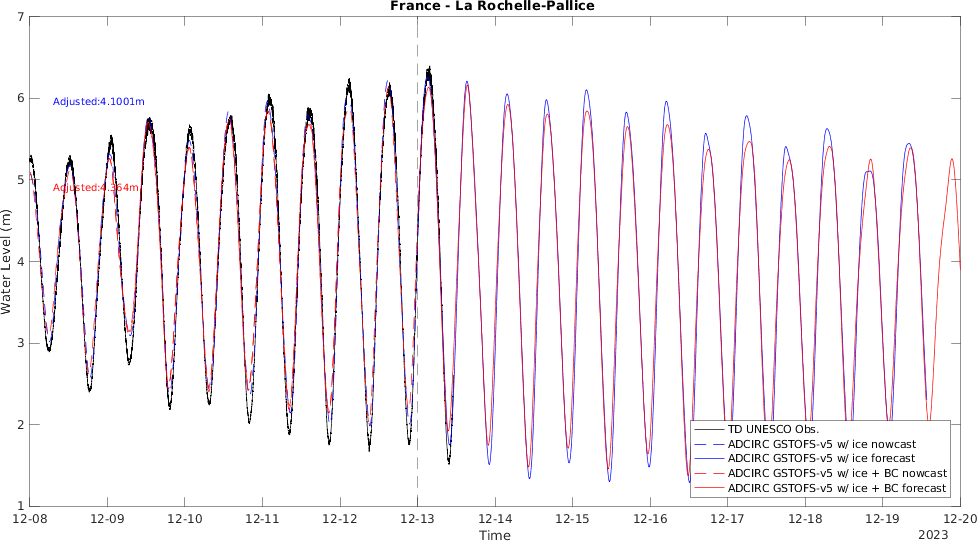 France - La Rochelle-Pallice
7
6
5
4
3
2
1
Water Level (m)
Adjusted:4.1001m
Adjusted:4.364m
TD UNESCO Obs.
ADCIRC GSTOFS-v5 w/ ice nowcast
ADCIRC GSTOFS-v5 w/ ice forecast
ADCIRC GSTOFS-v5 w/ ice + BC nowcast
ADCIRC GSTOFS-v5 w/ ice + BC forecast
12-08 12-09 12-10 12-11 12-12 12-13 12-14 12-15 12-16 12-17 12-18 12-19 12-20
Time
2023